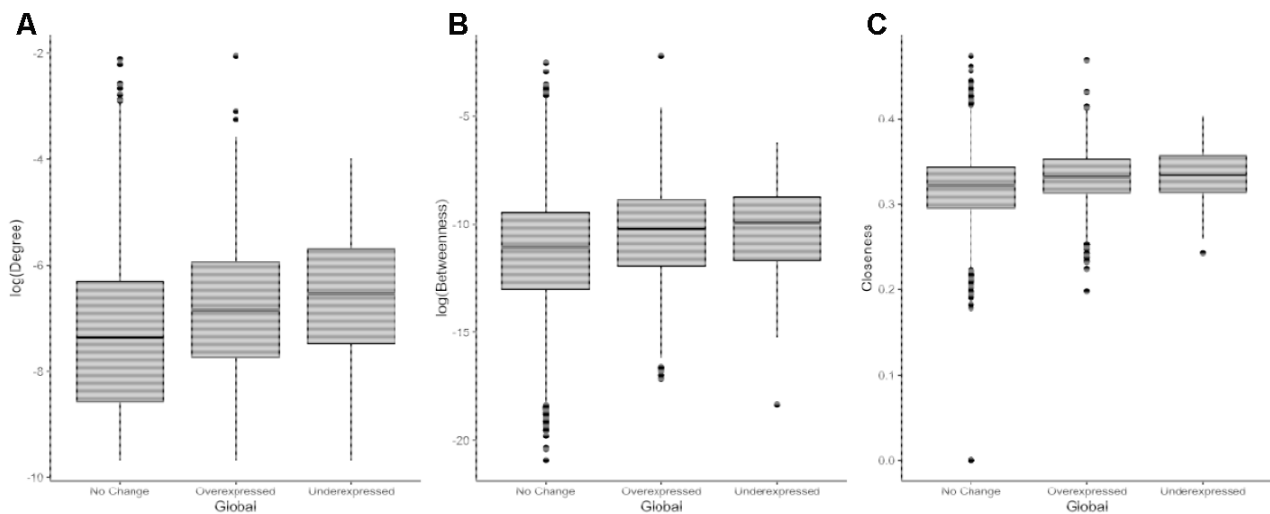 A
B
C
log(Degree)
-2
-4
-6
-8
-10
No Change
Overexpressed
Underexpressed
Global
log(Betweenness)
-5
-10
-15
-20
No Change
Overexpressed
Underexpressed
Global
Closeness
0.4
0.3
0.2
0.1
0.0
No Change
Overexpressed
Underexpressed
Global